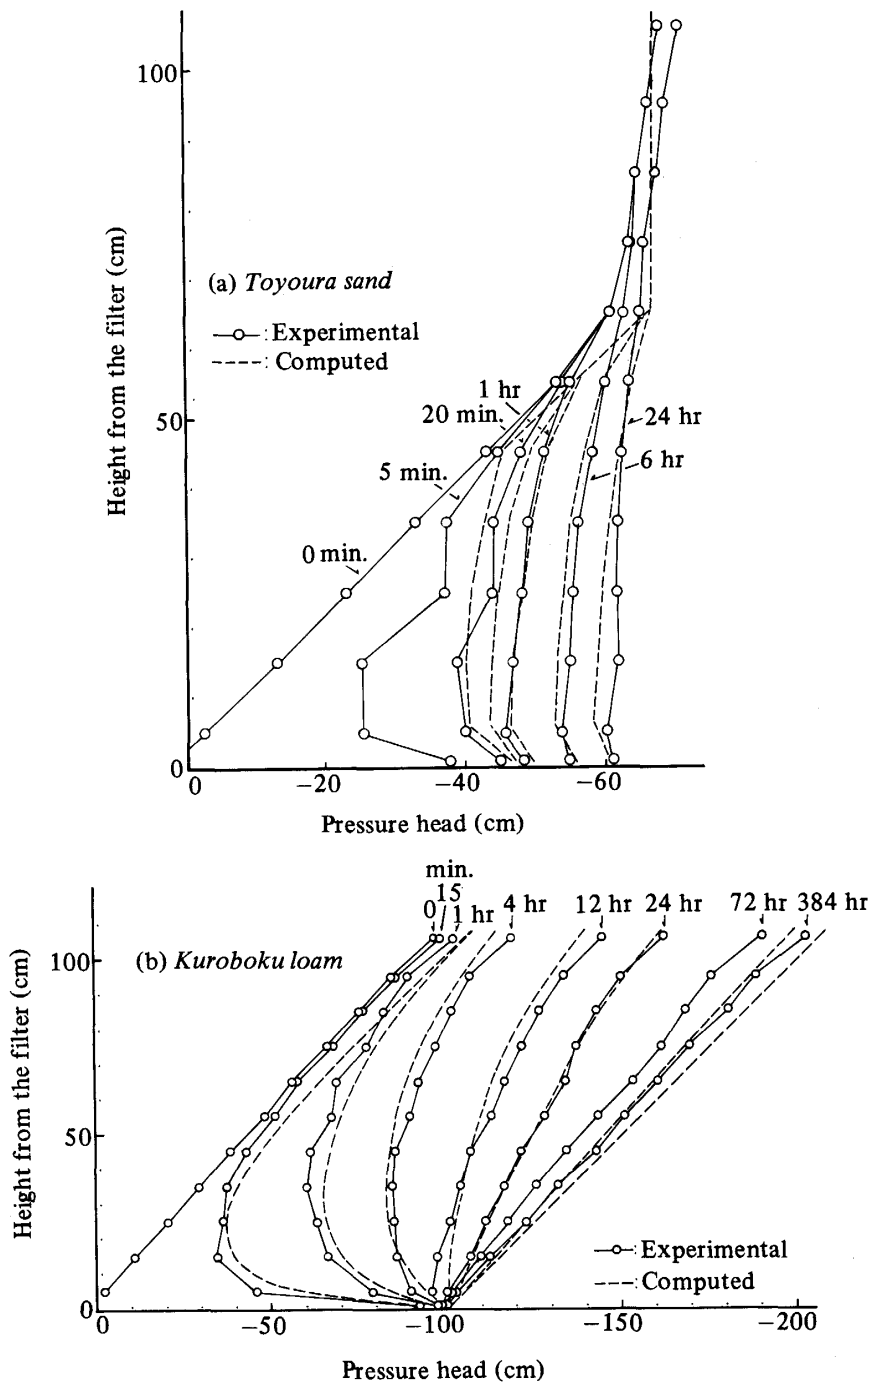 100
50
0
Height from the filter (cm)
(a) Toyoura sand
: Experimental
: Computed
1 hr
20 min.
5 min.
0 min.
24 hr
6 hr
0
−20
−40
−60
Pressure head (cm)
min.
15
0
1 hr
4 hr
12 hr
24 hr
72 hr
384 hr
100
50
0
Height from the filter (cm)
(b) Kuroboku loam
: Experimental
: Computed
0
−50
−100
−150
−200
Pressure head (cm)